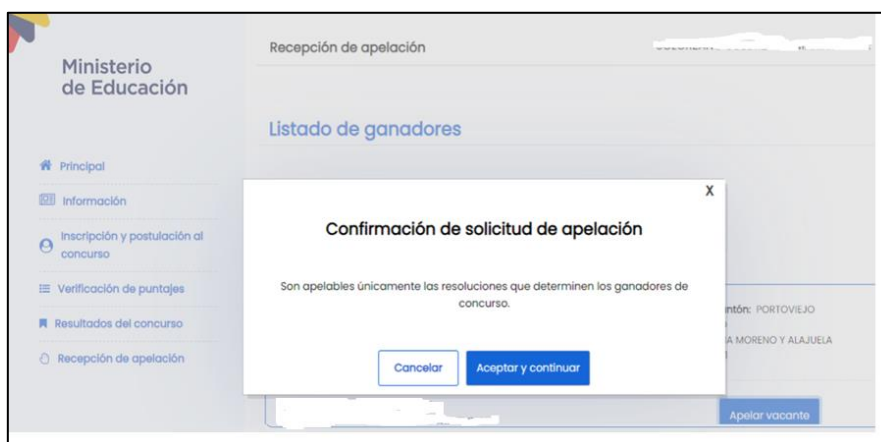 Ministerio
de Educación
Recepción de apelación
Listado de ganadores
Principal
Información
Inscripción y postulación al
concurso
Verificación de puntajes
Resultados del concurso
Recepción de apelación
X
Confirmación de solicitud de apelación
Son apelables únicamente las resoluciones que determinen los ganadores de
concurso.
Cancelar
Aceptar y continuar
PORTOVIEJO
MORENO Y ALAJUELA
Apelar vacante